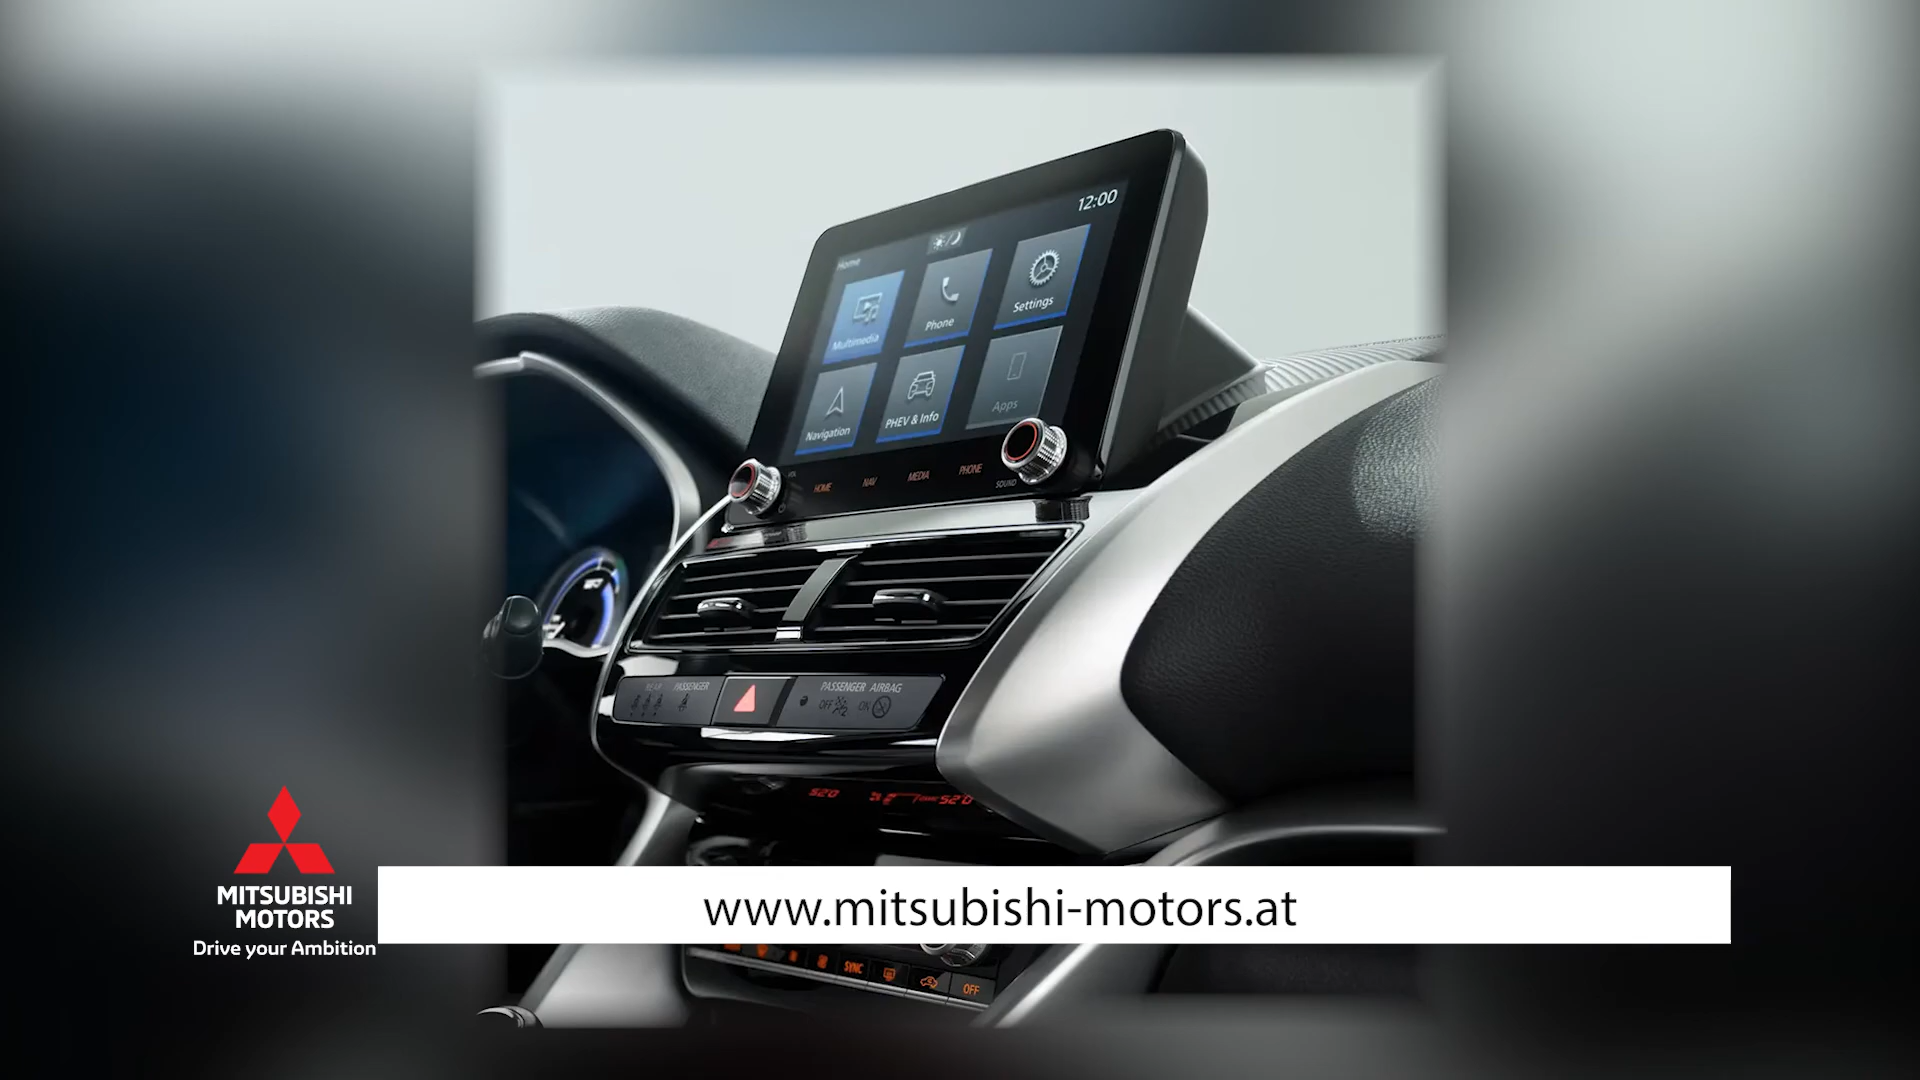 12:00
Home
Multimedia
Phone
Settings
Navigation
PHEV & Info
Apps
VOL
HOME
NAV
MEDIA
PHONE
SOUND
REAR
PASSENGER
PASSENGER AIRBAG
OFF
ON
SYNC
OFF
MITSUBISHI
MOTORS
Drive your Ambition
www.mitsubishi-motors.at